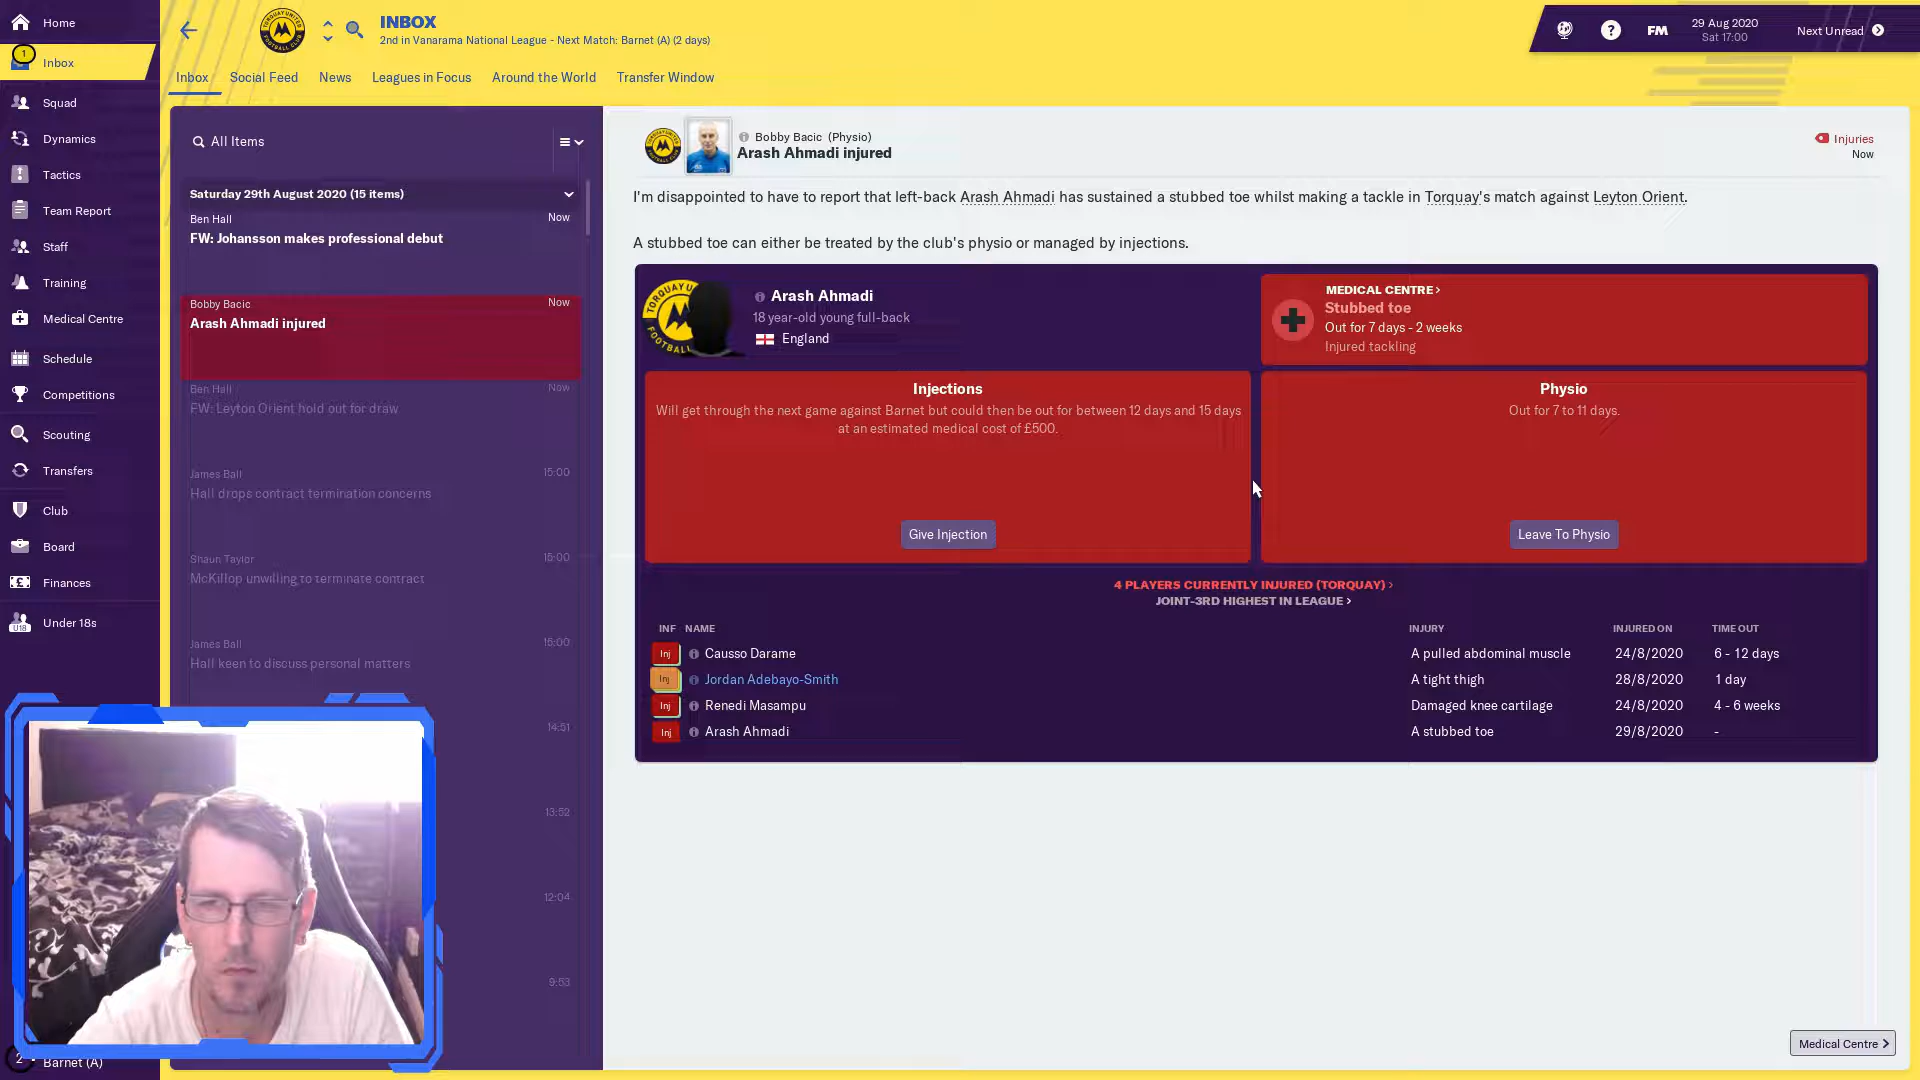 Home
Inbox
1
Squad
Dynamics
Tactics
Team Report
Staff
Training
Medical Centre
Schedule
Competitions
Scouting
Transfers
Club
Board
Finances
Under 18s
U18
2
Barnet (A)
INBOX
2nd in Vanarama National League - Next Match: Barnet (A) (2 days)
FM
29 Aug 2020
Sat 17:00
Next Unread
Inbox Social Feed News Leagues in Focus Around the World Transfer Window
All Items
Saturday 29th August 2020 (15 items)
Ben Hall Now
FW: Johansson makes professional debut
Bobby Bacic Now
Arash Ahmadi injured
Ben Hall Now
FW: Leyton Orient hold out for draw
James Ball 15:00
Hall drops contract termination concerns
Shaun Taylor 15:00
McKillop unwilling to terminate contract
James Ball 15:00
Hall keen to discuss personal matters
14:51
13:52
12:04
9:53
Bobby Bacic (Physio)
Arash Ahmadi injured
Injuries
Now
I'm disappointed to have to report that left-back Arash Ahmadi has sustained a stubbed toe whilst making a tackle in Torquay's match against Leyton Orient.
A stubbed toe can either be treated by the club's physio or managed by injections.
Arash Ahmadi
18 year-old young full-back
England
MEDICAL CENTRE >
Stubbed toe
Out for 7 days - 2 weeks
Injured tackling
Injections
Will get through the next game against Barnet but could then be out for between 12 days and 15 days
at an estimated medical cost of £500.
Give Injection
Physio
Out for 7 to 11 days.
Leave To Physio
4 PLAYERS CURRENTLY INJURED (TORQUAY) >
JOINT-3RD HIGHEST IN LEAGUE >
INF NAME INJURY INJURED ON TIME OUT
Inj Causso Darame A pulled abdominal muscle 24/8/2020 6 - 12 days
Inj Jordan Adebayo-Smith A tight thigh 28/8/2020 1 day
Inj Renedi Masampu Damaged knee cartilage 24/8/2020 4 - 6 weeks
Inj Arash Ahmadi A stubbed toe 29/8/2020 -
Medical Centre >